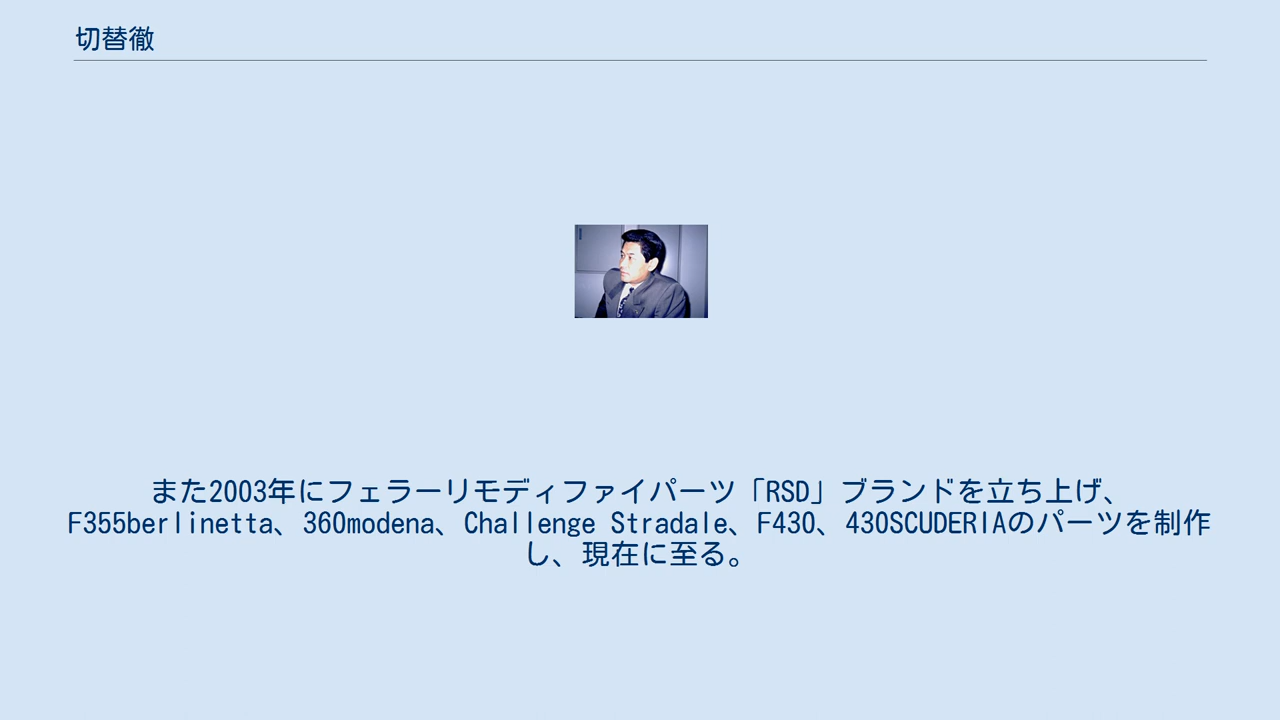 切替徹
また2003年にフェラーリモディファイパーツ「RSD」ブランドを立ち上げ、
F355berlinetta、360modena、Challenge Stradale、F430、430SCUDERIAのパーツを制作
し、現在に至る。